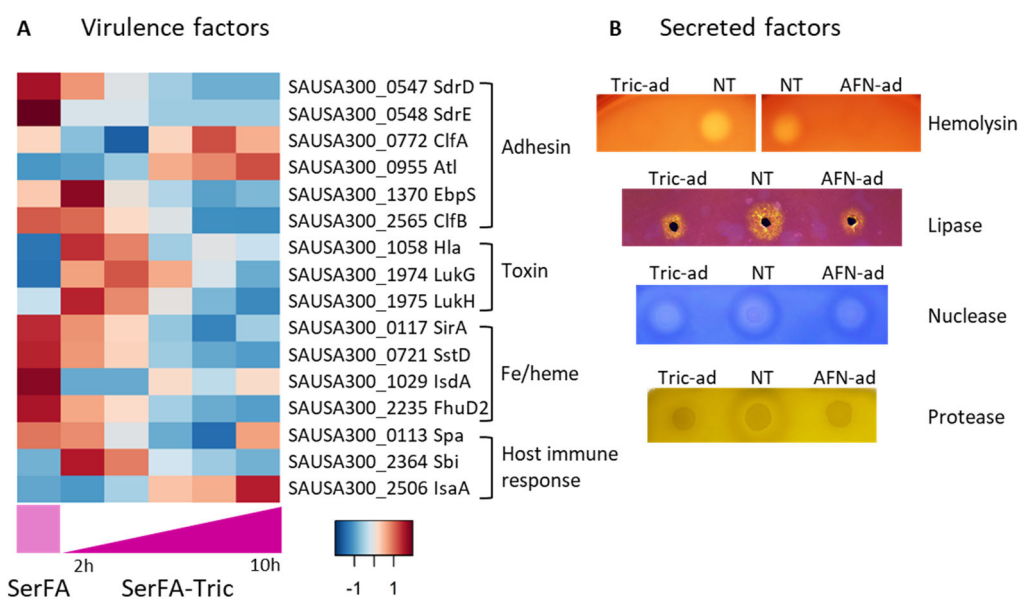 A Virulence factors
SAUSA300_0547 SdrD
SAUSA300_0548 SdrE
SAUSA300_0772 ClfA
SAUSA300_0955 Atl
SAUSA300_1370 EbpS
SAUSA300_2565 ClfB
Adhesin
SAUSA300_1058 Hla
SAUSA300_1974 LukG
SAUSA300_1975 LukH
Toxin
SAUSA300_0117 SirA
SAUSA300_0721 SstD
SAUSA300_1029 IsdA
SAUSA300_2235 FhuD2
Fe/heme
SAUSA300_0113 Spa
SAUSA300_2364 Sbi
SAUSA300_2506 IsaA
Host immune
response
2h 10h
SerFA SerFA-Tric
-1 1
B Secreted factors
Tric-ad NT NT AFN-ad
Hemolysin
Tric-ad NT AFN-ad
Lipase
Tric-ad NT AFN-ad
Nuclease
Tric-ad NT AFN-ad
Protease